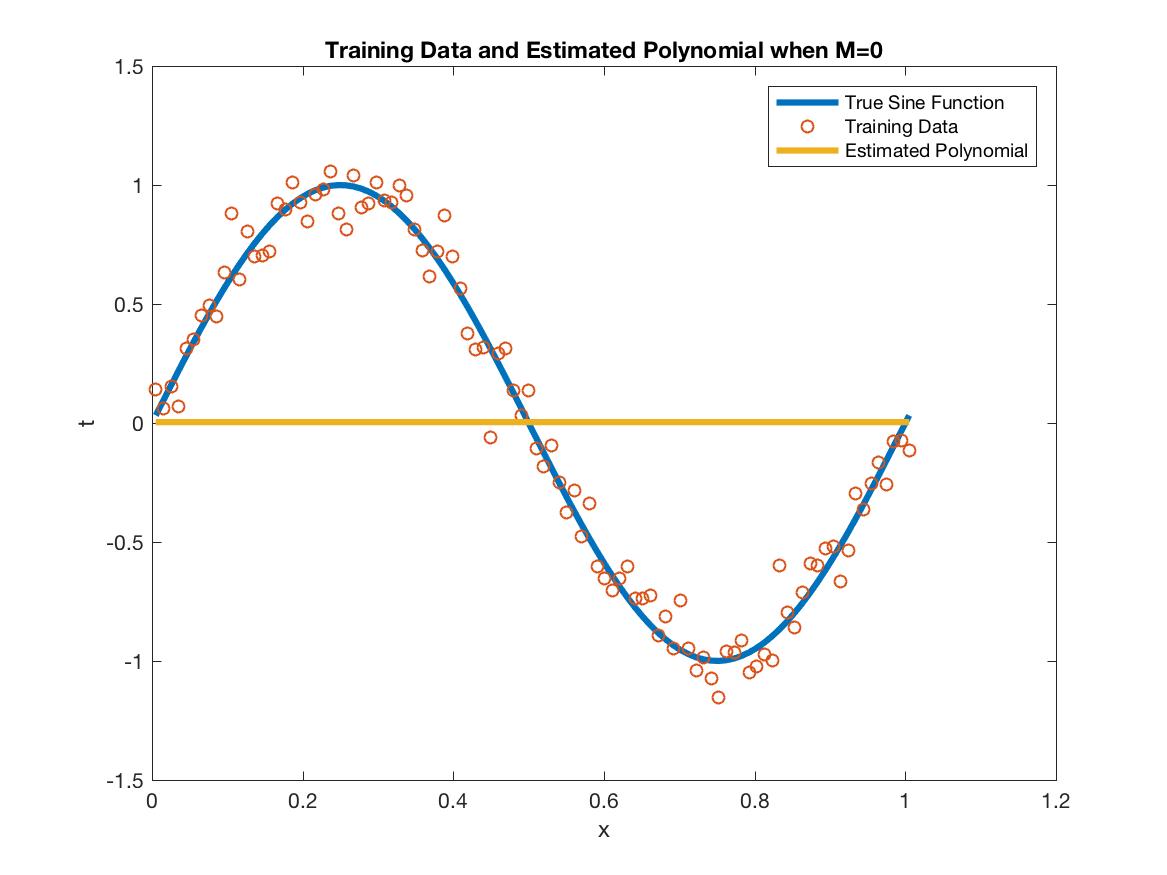 Training Data and Estimated Polynomial when M=0
1.5
True Sine Function
Training Data
Estimated Polynomial
1
0.5
t
0
-0.5
-1
-1.5
0 0.2 0.4 0.6 0.8 1 1.2
x